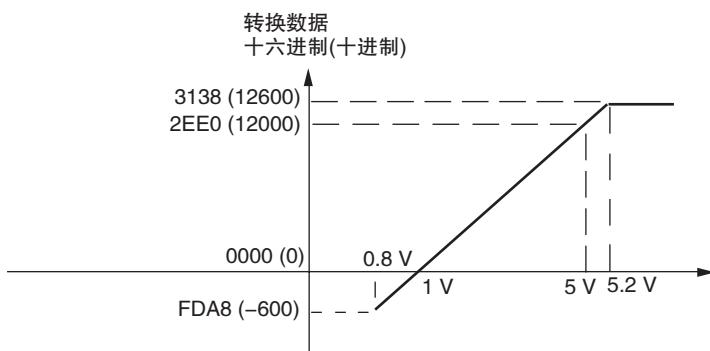 转换数据
十六进制(十进制)
3138 (12600)
2EE0 (12000)
0000 (0)
0.8 V
1 V
5 V
5.2 V
FDA8 (−600)